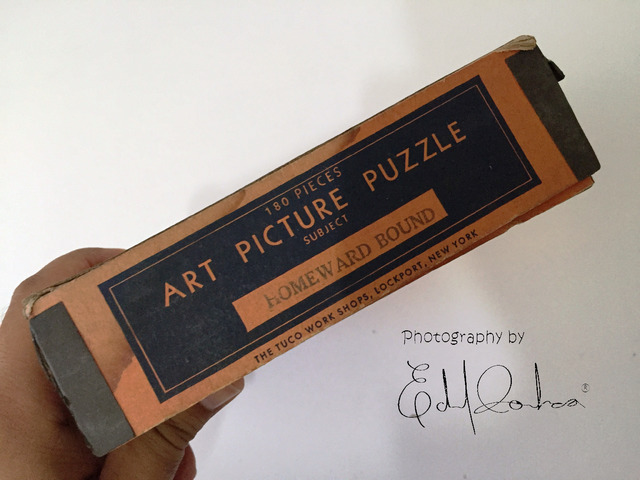 180 PIECES
ART PICTURE PUZZLE
SUBJECT
HOMEWARD BOUND
THE TUCO WORK SHOPS, LOCKPORT, NEW YORK
Photography by
®